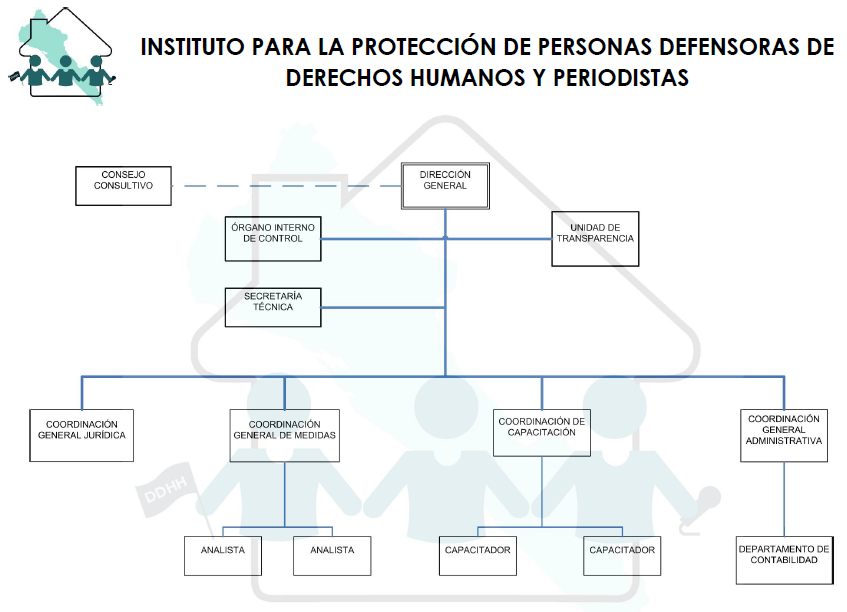 INSTITUTO PARA LA PROTECCIÓN DE PERSONAS DEFENSORAS DE
DERECHOS HUMANOS Y PERIODISTAS
CONSEJO
CONSULTIVO
DIRECCIÓN
GENERAL
ÓRGANO INTERNO
DE CONTROL
UNIDAD DE
TRANSPARENCIA
SECRETARÍA
TÉCNICA
COORDINACIÓN
GENERAL JURÍDICA
COORDINACIÓN
GENERAL DE MEDIDAS
COORDINACIÓN DE
CAPACITACIÓN
COORDINACIÓN
GENERAL
ADMINISTRATIVA
DDHH
ANALISTA
ANALISTA
CAPACITADOR
CAPACITADOR
DEPARTAMENTO DE
CONTABILIDAD